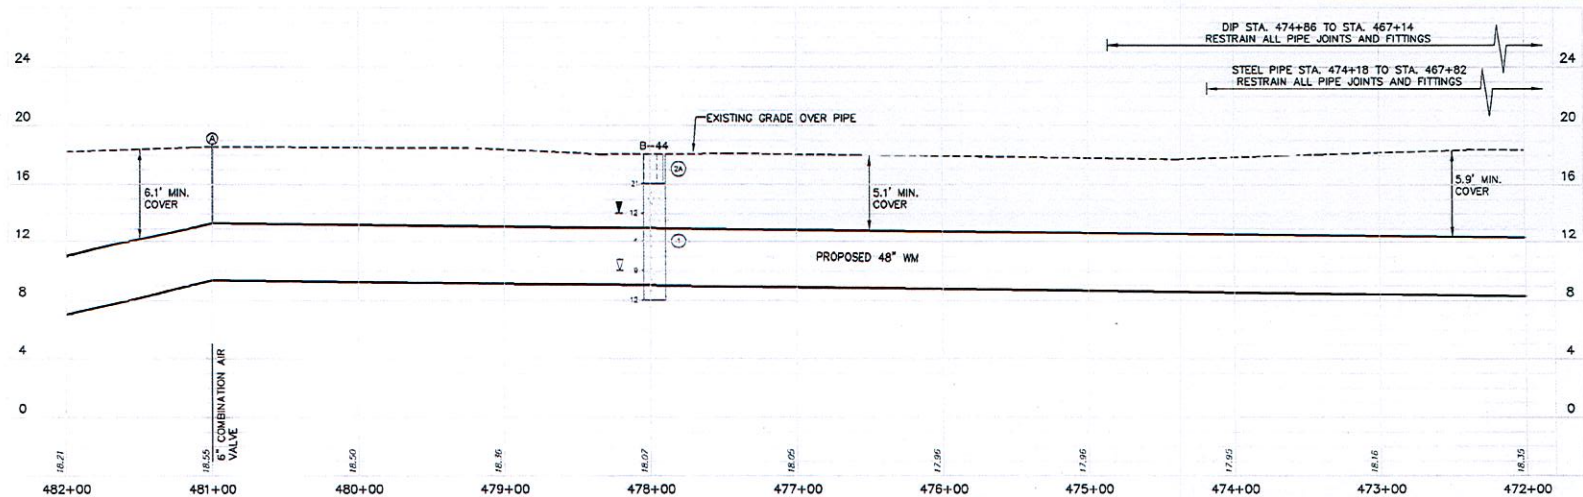 DIP STA. 474+86 TO STA. 467+14
RESTRAIN ALL PIPE JOINTS AND FITTINGS
STEEL PIPE STA. 474+18 TO STA. 467+82
RESTRAIN ALL PIPE JOINTS AND FITTINGS
24
24
20
20
EXISTING GRADE OVER PIPE
A
B-44
2A
16
16
21
6.1' MIN.
COVER
5.1' MIN.
COVER
5.9' MIN.
COVER
12
12
12
1
PROPOSED 48" WM
8
8
12
4
4
0
0
6" COMBINATION AIR
VALVE
18.21
18.55
18.50
18.36
18.07
18.05
17.96
17.96
17.95
18.16
18.35
482+00
481+00
480+00
479+00
478+00
477+00
476+00
475+00
474+00
473+00
472+00